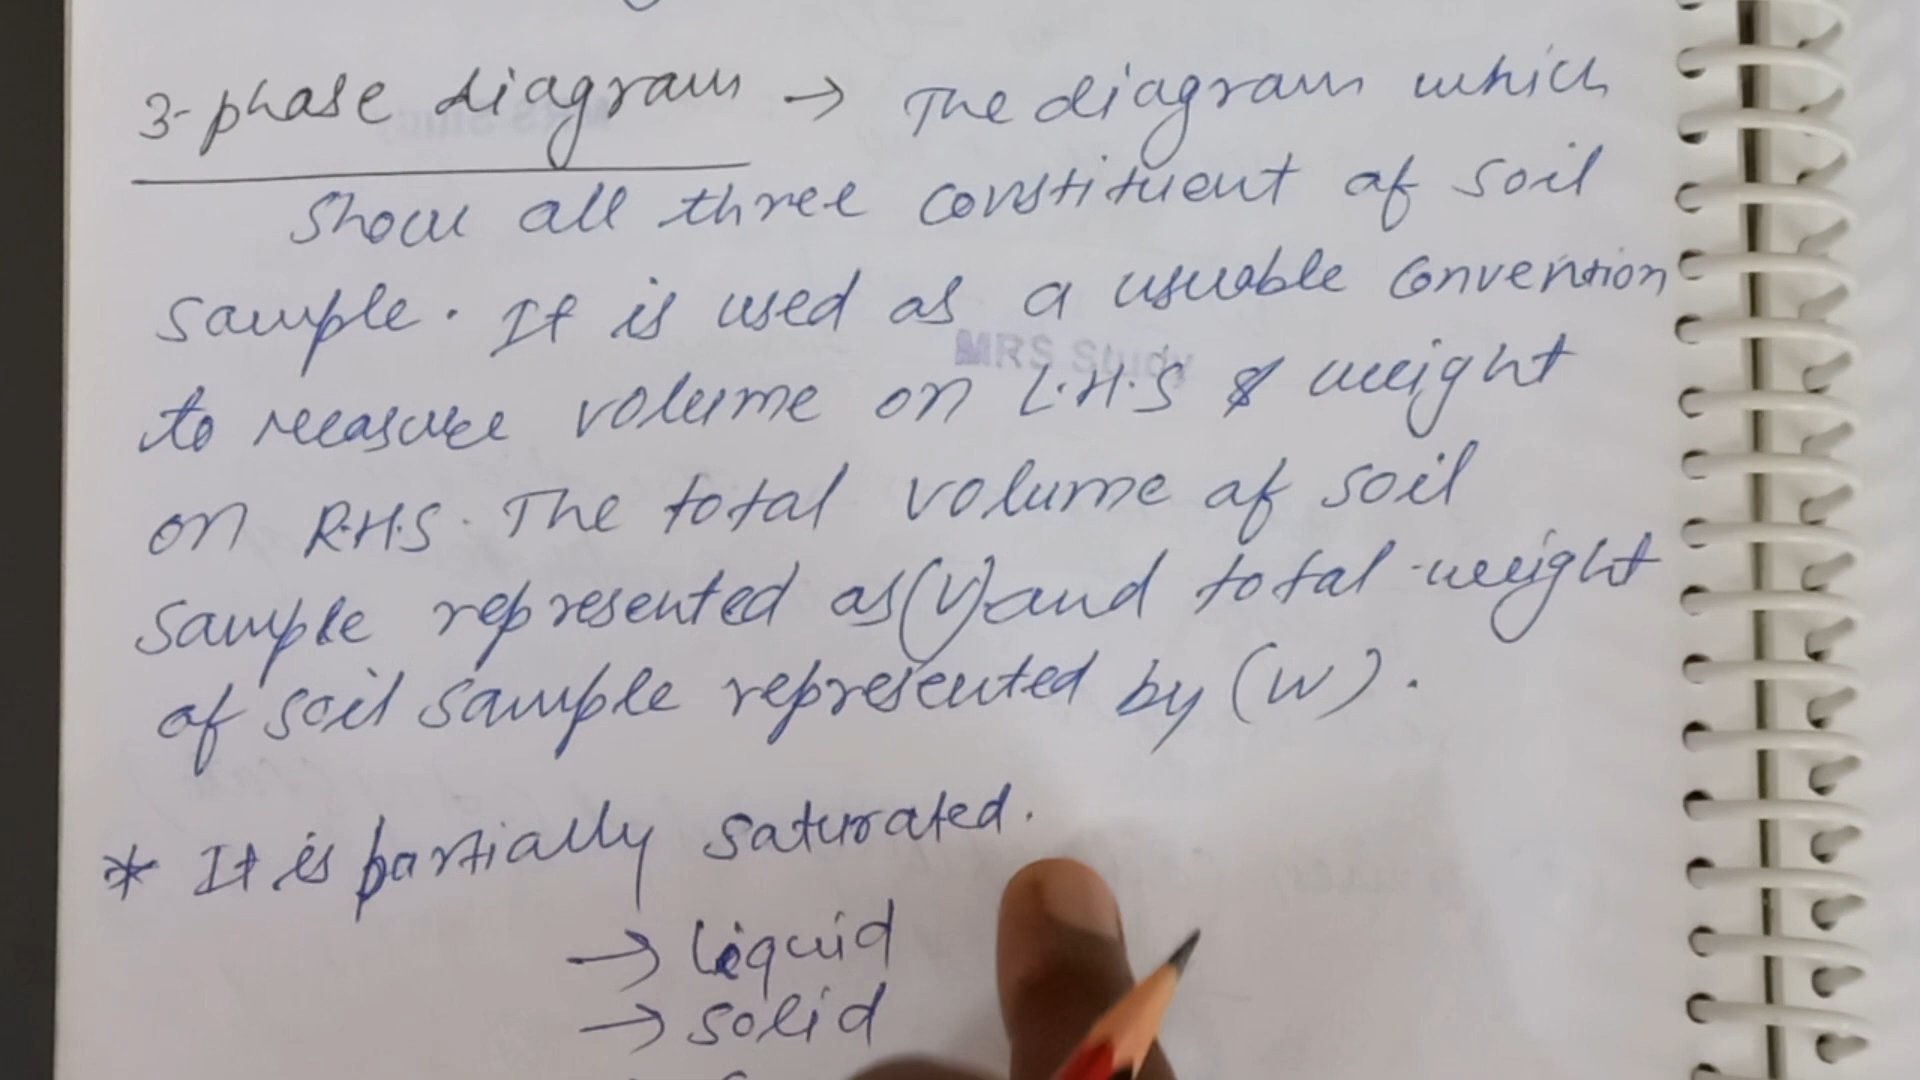 3-phase diagram → The diagram which
Show all three constituent of soil
sample. It is used as a usuable convention
MRS Study
to measure volume on L.H.S & weight
on R.H.S. The total volume of soil
sample represented as (V) and total weight
of soil sample represented by (W).
* It is partially saturated.
→ liquid
→ solid